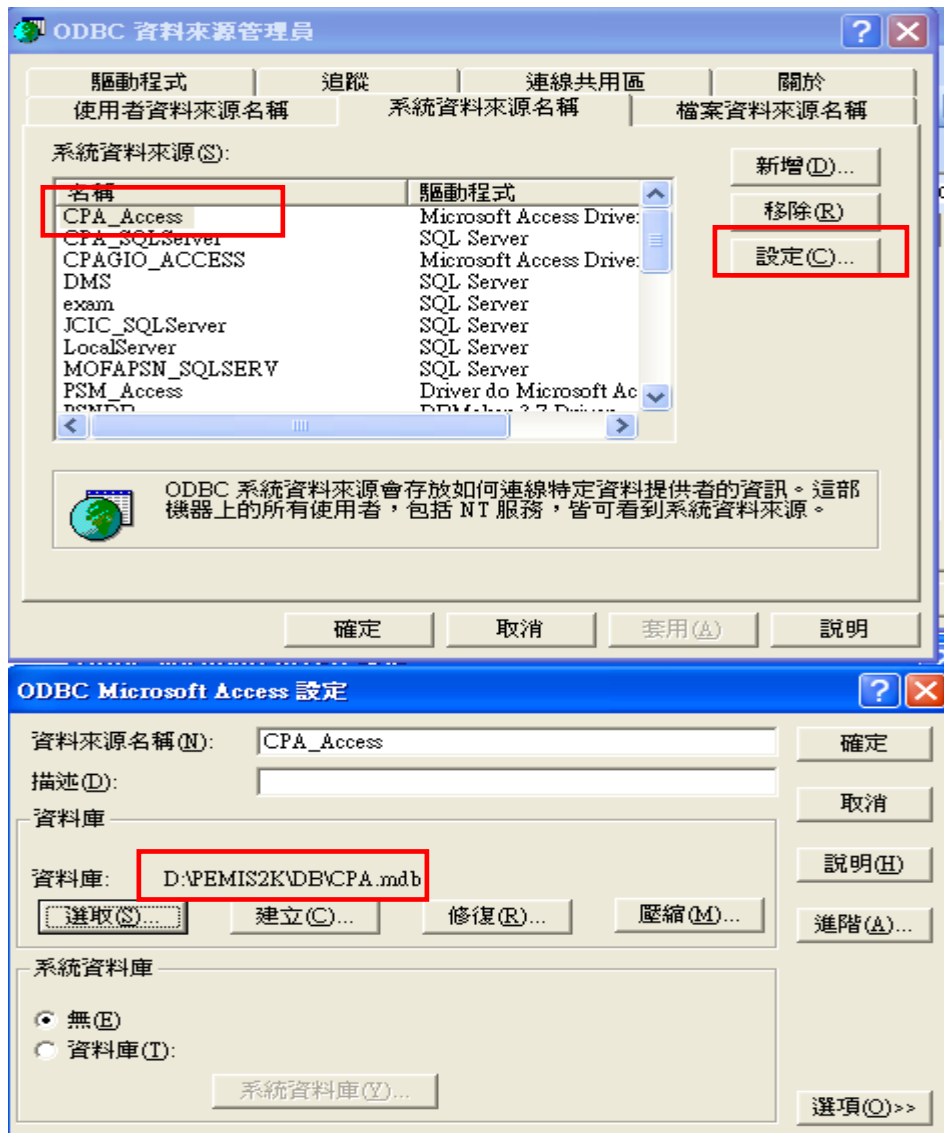 ODBC 資料來源管理員
驅動程式 追蹤 連線共用區 關於
使用者資料來源名稱 系統資料來源名稱 檔案資料來源名稱
系統資料來源(S):
新增(D)...
名稱 驅動程式
移除(R)
CPA_Access Microsoft Access Drive
CPA_SQLServer SQL Server
設定(C)...
CPAGIO_ACCESS Microsoft Access Drive
DMS SQL Server
exam SQL Server
JCIC_SQLServer SQL Server
LocalServer SQL Server
MOFAPSN_SQLSERV SQL Server
PSM_Access Driver do Microsoft Ac
ODBC 系統資料來源會存放如何連線特定資料提供者的資訊。這部
機器上的所有使用者，包括 NT 服務，皆可看到系統資料來源。
確定 取消 套用(A) 說明
ODBC Microsoft Access 設定
資料來源名稱(N): CPA_Access 確定
描述(D):
取消
資料庫
說明(H)
資料庫: D:\PEMIS2K\DB\CPA.mdb
選取(S)... 建立(C)... 修復(R)... 壓縮(M)... 進階(A)...
系統資料庫
無(E)
資料庫(T):
系統資料庫(Y)...
選項(O)>>